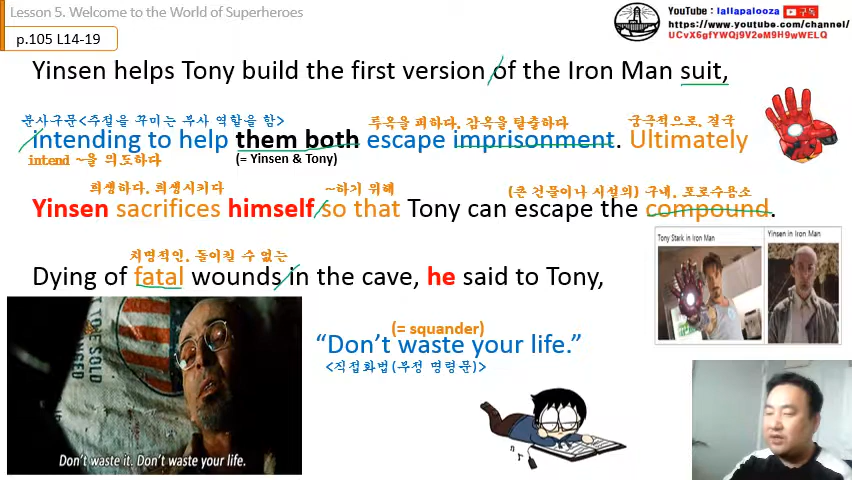 Lesson 5. Welcome to the World of Superheroes
YouTube : lallapalooza 구독
https://www.youtube.com/channel/
UCvX6gfYWQj9V2eM9H9wWELQ
p.105 L14-19
Yinsen helps Tony build the first version of the Iron Man suit,
분사구문<주절을 꾸미는 부사 역할을 함> 투옥을 피하다. 감옥을 탈출하다 궁극적으로, 결국
intending to help them both escape imprisonment. Ultimately
intend ~을 의도하다 (= Yinsen & Tony)
희생하다, 희생시키다 ~하기 위해 (큰 건물이나 시설의) 구내, 포로수용소
Yinsen sacrifices himself so that Tony can escape the compound.
치명적인, 돌이킬 수 없는
Dying of fatal wounds in the cave, he said to Tony,
Tony Stark in Iron Man Yinsen in Iron Man
(= squander)
“Don’t waste your life.”
<직접화법(부정 명령문)>
Don't waste it. Don't waste your life.